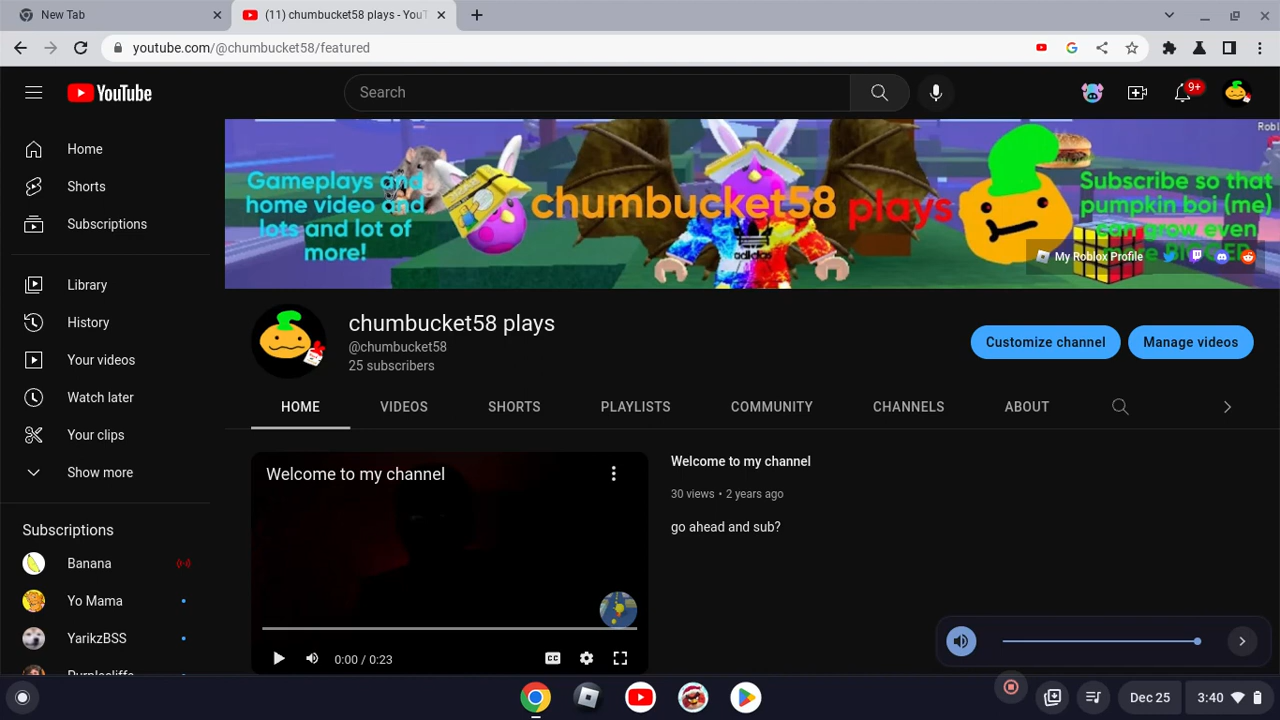 New Tab
(11) chumbucket58 plays - YouT
youtube.com/@chumbucket58/featured
YouTube
Search
9+
Home
Shorts
Subscriptions
Library
History
Your videos
Watch later
Your clips
Show more
Subscriptions
Banana
Yo Mama
YarikzBSS
Gameplays and
home video and
lots and lot of
more!
chumbucket58 plays
adidas
Robl
Subscribe so that
pumpkin boi (me)
can grow even
BIGGER
My Roblox Profile
chumbucket58 plays
@chumbucket58
25 subscribers
Customize channel
Manage videos
HOME
VIDEOS
SHORTS
PLAYLISTS
COMMUNITY
CHANNELS
ABOUT
Welcome to my channel
0:00 / 0:23
CC
Welcome to my channel
30 views • 2 years ago
go ahead and sub?
Dec 25
3:40